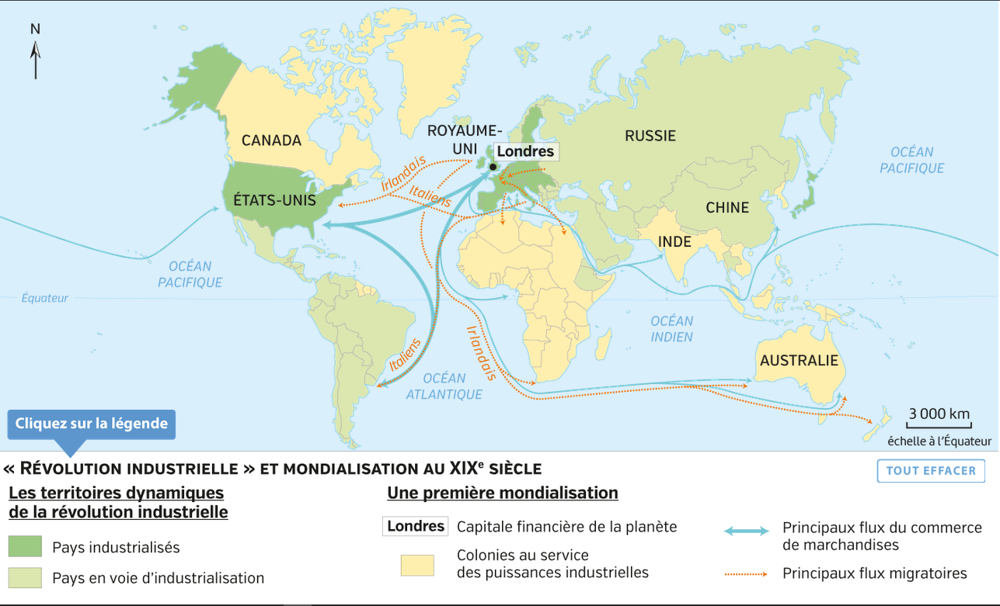 N
CANADA
ROYAUME-
UNI
Londres
RUSSIE
OCÉAN
PACIFIQUE
Irlandais
Italiens
ÉTATS-UNIS
CHINE
INDE
OCÉAN
PACIFIQUE
Équateur
OCÉAN
INDIEN
Italiens
Irlandais
AUSTRALIE
OCÉAN
ATLANTIQUE
3 000 km
échelle à l'Équateur
Cliquez sur la légende
« RÉVOLUTION INDUSTRIELLE » ET MONDIALISATION AU XIXe SIÈCLE
TOUT EFFACER
Les territoires dynamiques
de la révolution industrielle
Pays industrialisés
Pays en voie d'industrialisation
Une première mondialisation
Londres Capitale financière de la planète
Colonies au service
des puissances industrielles
Principaux flux du commerce
de marchandises
Principaux flux migratoires